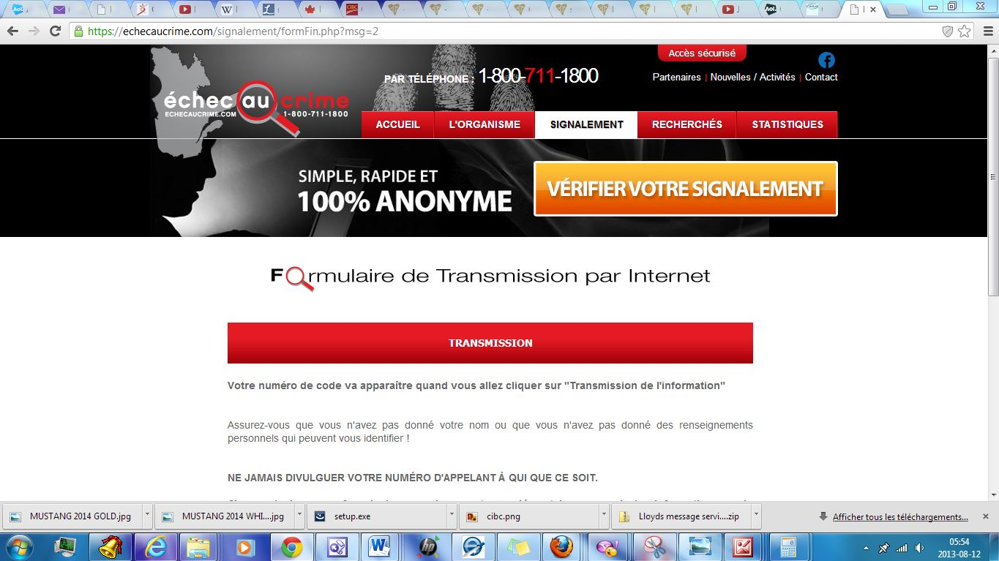 https://echecaucrime.com/signalement/formFin.php?msg=2
Accès sécurisé
PAR TÉLÉPHONE : 1-800-711-1800
Partenaires | Nouvelles / Activités | Contact
échec au crime
ECHECAUCRIME.COM 1-800-711-1800
ACCUEIL L'ORGANISME SIGNALEMENT RECHERCHÉS STATISTIQUES
SIMPLE, RAPIDE ET
100% ANONYME
VÉRIFIER VOTRE SIGNALEMENT
Formulaire de Transmission par Internet
TRANSMISSION
Votre numéro de code va apparaître quand vous allez cliquer sur "Transmission de l'information"
Assurez-vous que vous n'avez pas donné votre nom ou que vous n'avez pas donné des renseignements
personnels qui peuvent vous identifier !
NE JAMAIS DIVULGUER VOTRE NUMÉRO D'APPELANT À QUI QUE CE SOIT.
MUSTANG 2014 GOLD.jpg MUSTANG 2014 WHI....jpg setup.exe cibc.png Lloyds message servi....zip Afficher tous les téléchargements...
05:54
2013-08-12